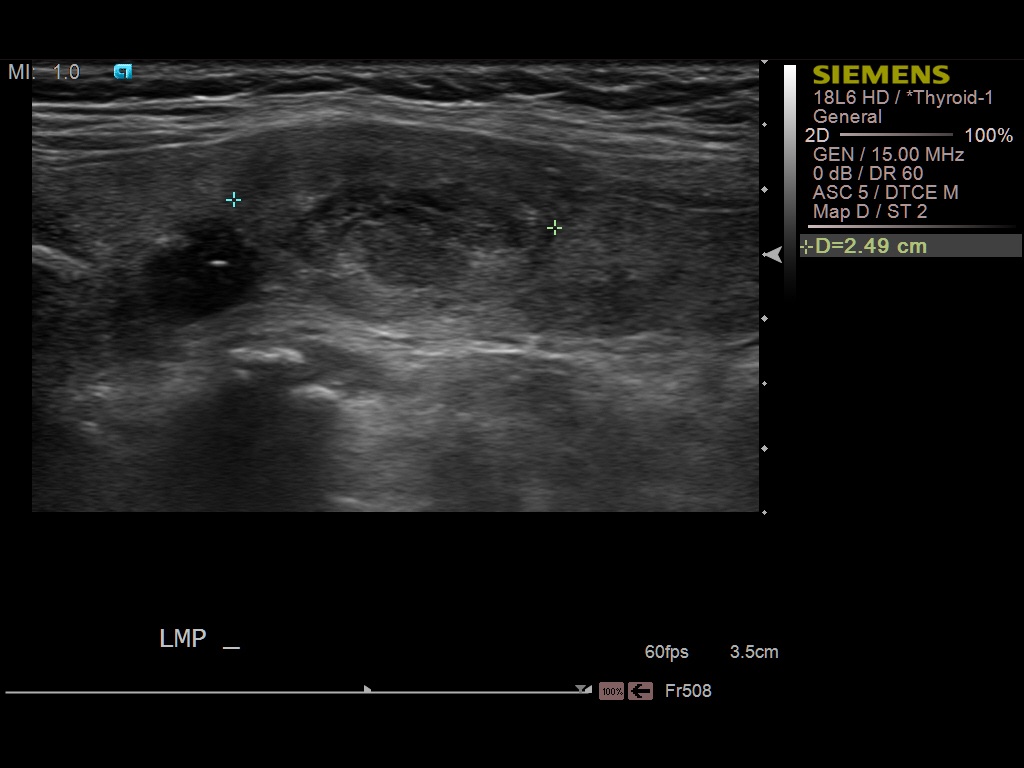 MI: 1.0
SIEMENS
18L6 HD / *Thyroid-1
General
2D 100%
GEN / 15.00 MHz
0 dB / DR 60
ASC 5 / DTCE M
Map D / ST 2
D=2.49 cm
LMP _
60fps 3.5cm
100% Fr508